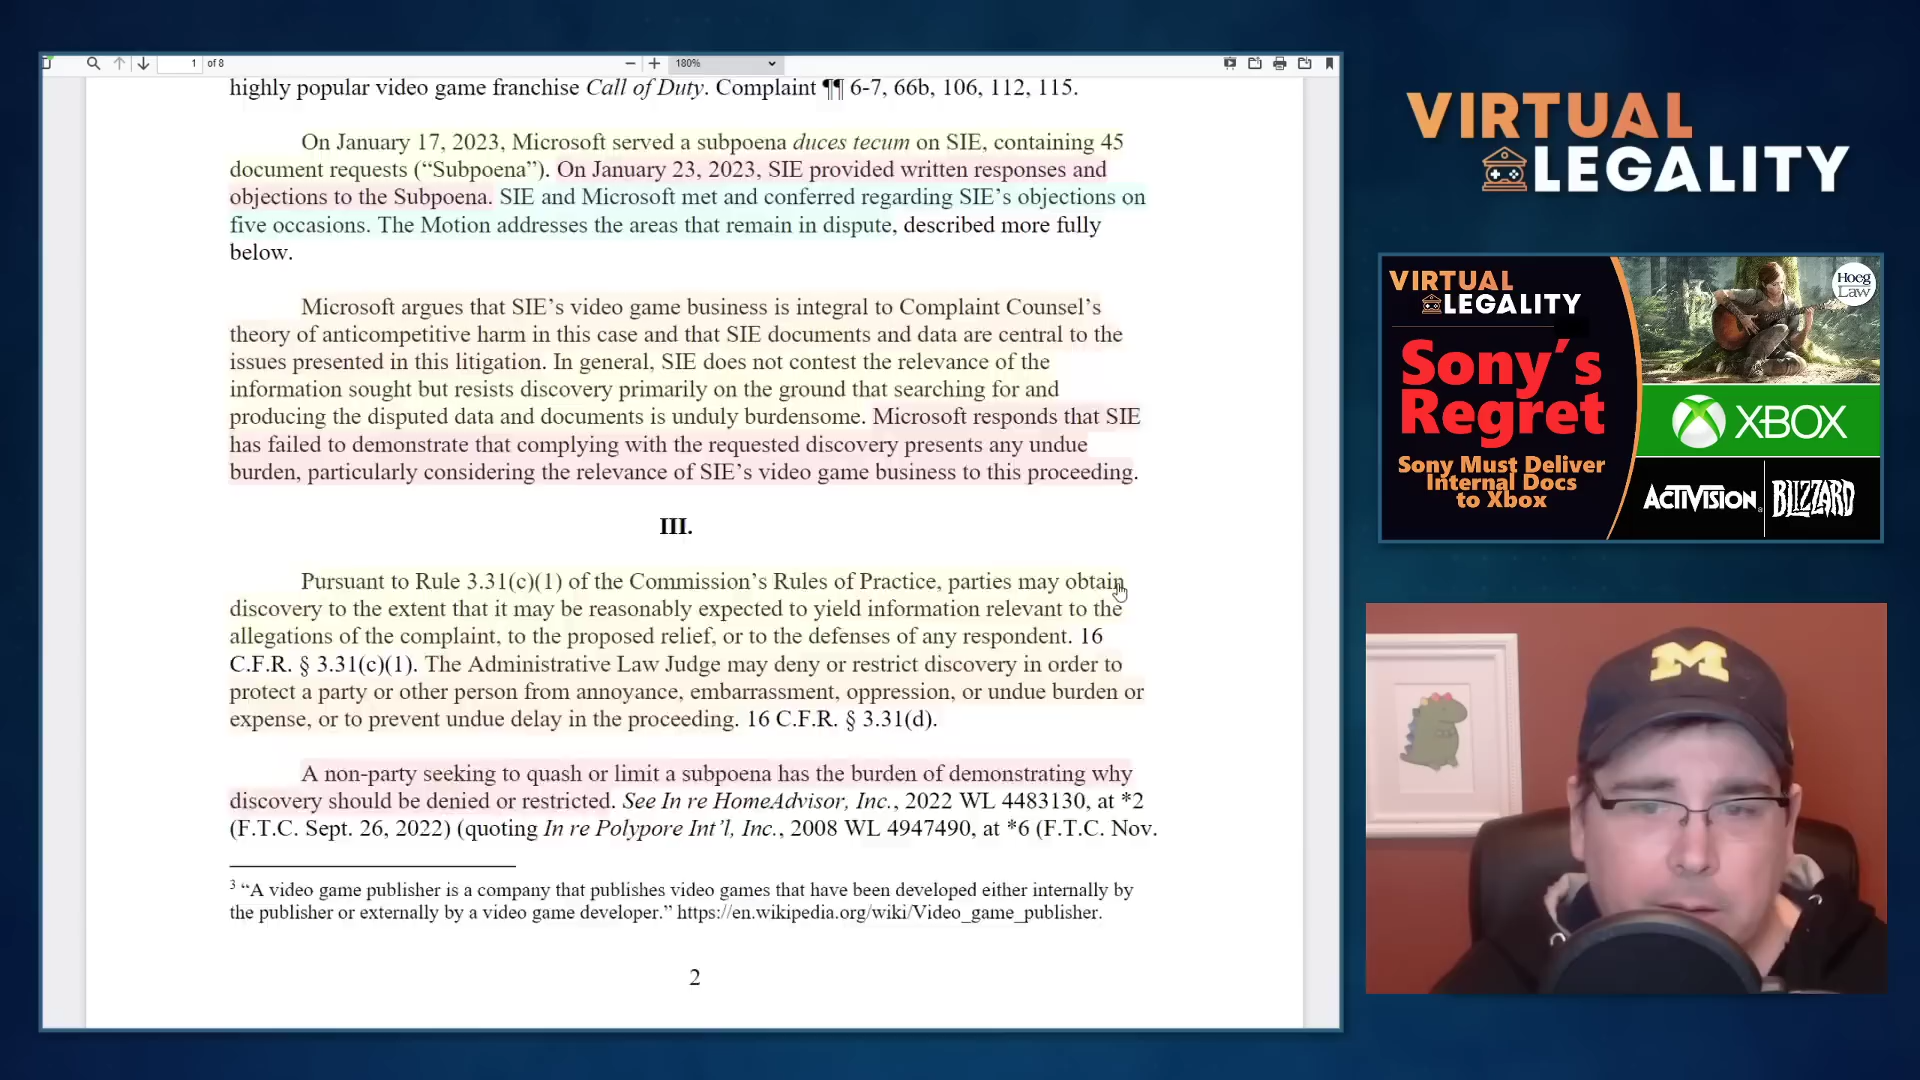 1 of 8
180%
highly popular video game franchise Call of Duty. Complaint ¶¶ 6-7, 66b, 106, 112, 115.
On January 17, 2023, Microsoft served a subpoena duces tecum on SIE, containing 45
document requests (“Subpoena”). On January 23, 2023, SIE provided written responses and
objections to the Subpoena. SIE and Microsoft met and conferred regarding SIE’s objections on
five occasions. The Motion addresses the areas that remain in dispute, described more fully
below.
Microsoft argues that SIE’s video game business is integral to Complaint Counsel’s
theory of anticompetitive harm in this case and that SIE documents and data are central to the
issues presented in this litigation. In general, SIE does not contest the relevance of the
information sought but resists discovery primarily on the ground that searching for and
producing the disputed data and documents is unduly burdensome. Microsoft responds that SIE
has failed to demonstrate that complying with the requested discovery presents any undue
burden, particularly considering the relevance of SIE’s video game business to this proceeding.
III.
Pursuant to Rule 3.31(c)(1) of the Commission’s Rules of Practice, parties may obtain
discovery to the extent that it may be reasonably expected to yield information relevant to the
allegations of the complaint, to the proposed relief, or to the defenses of any respondent. 16
C.F.R. § 3.31(c)(1). The Administrative Law Judge may deny or restrict discovery in order to
protect a party or other person from annoyance, embarrassment, oppression, or undue burden or
expense, or to prevent undue delay in the proceeding. 16 C.F.R. § 3.31(d).
A non-party seeking to quash or limit a subpoena has the burden of demonstrating why
discovery should be denied or restricted. See In re HomeAdvisor, Inc., 2022 WL 4483130, at *2
(F.T.C. Sept. 26, 2022) (quoting In re Polypore Int’l, Inc., 2008 WL 4947490, at *6 (F.T.C. Nov.
3 “A video game publisher is a company that publishes video games that have been developed either internally by
the publisher or externally by a video game developer.” https://en.wikipedia.org/wiki/Video_game_publisher.
2
VIRTUAL
LEGALITY
VIRTUAL
LEGALITY
Sony’s
Regret
Sony Must Deliver
Internal Docs
to Xbox
Hoeg
Law
XBOX
ACTIVISION
BLIZZARD
M